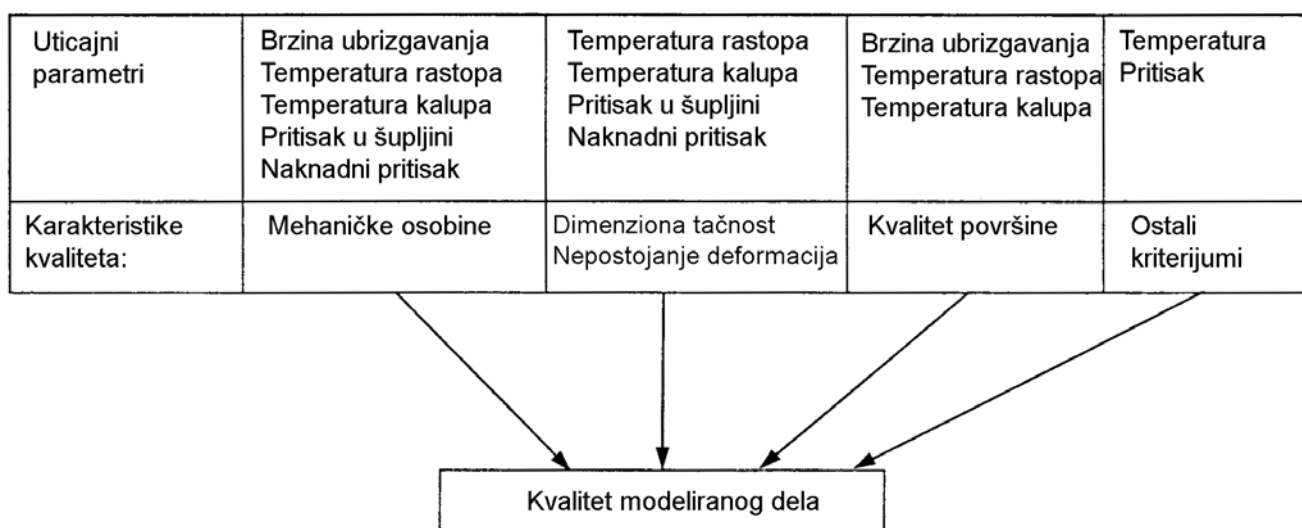 Uticajni
parametri
Brzina ubrizgavanja
Temperatura rastopa
Temperatura kalupa
Pritisak u šupljini
Naknadni pritisak
Temperatura rastopa
Temperatura kalupa
Pritisak u šupljini
Naknadni pritisak
Brzina ubrizgavanja
Temperatura rastopa
Temperatura kalupa
Temperatura
Pritisak
Karakteristike
kvaliteta:
Mehaničke osobine
Dimenziona tačnost
Nepostojanje deformacija
Kvalitet površine
Ostali
kriterijumi
Kvalitet modeliranog dela